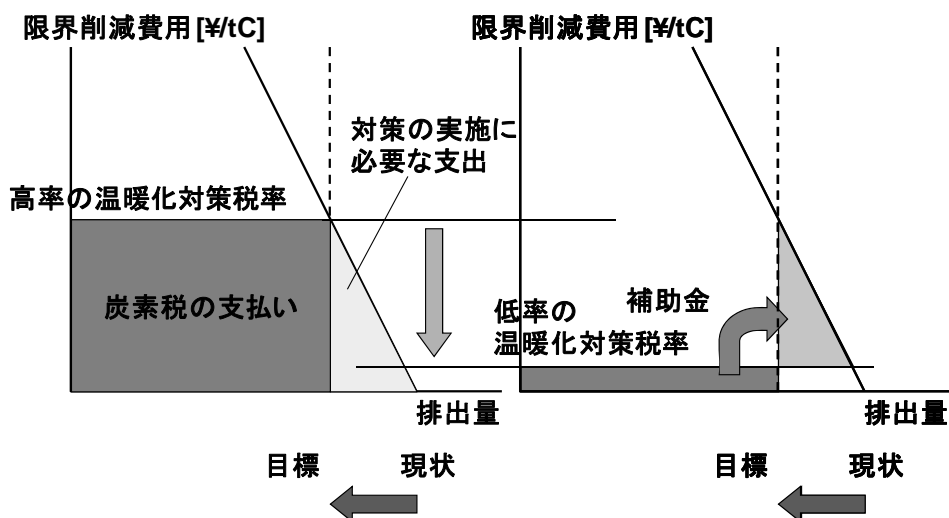 限界削減費用[¥/tC]
対策の実施に
必要な支出
高率の温暖化対策税率
炭素税の支払い
排出量
目標
現状
限界削減費用[¥/tC]
低率の
温暖化対策税率
補助金
排出量
目標
現状